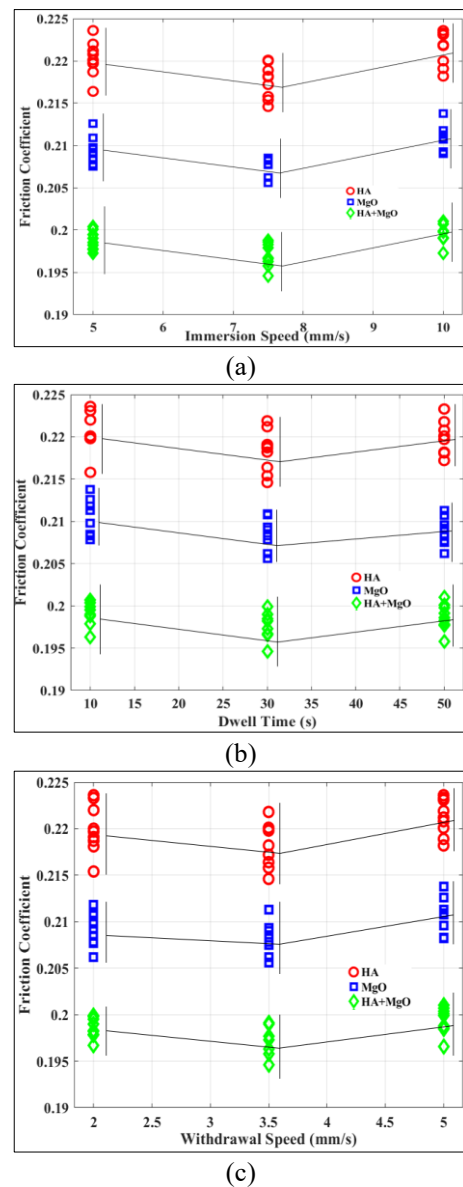 0.225
0.22
0.215
0.21
0.205
0.2
0.195
0.19
Friction Coefficient
HA
MgO
HA+MgO
5 6 7 8 9 10
Immersion Speed (mm/s)
(a)
0.225
0.22
0.215
0.21
0.205
0.2
0.195
0.19
Friction Coefficient
HA
MgO
HA+MgO
10 15 20 25 30 35 40 45 50
Dwell Time (s)
(b)
0.225
0.22
0.215
0.21
0.205
0.2
0.195
0.19
Friction Coefficient
HA
MgO
HA+MgO
2 2.5 3 3.5 4 4.5 5
Withdrawal Speed (mm/s)
(c)